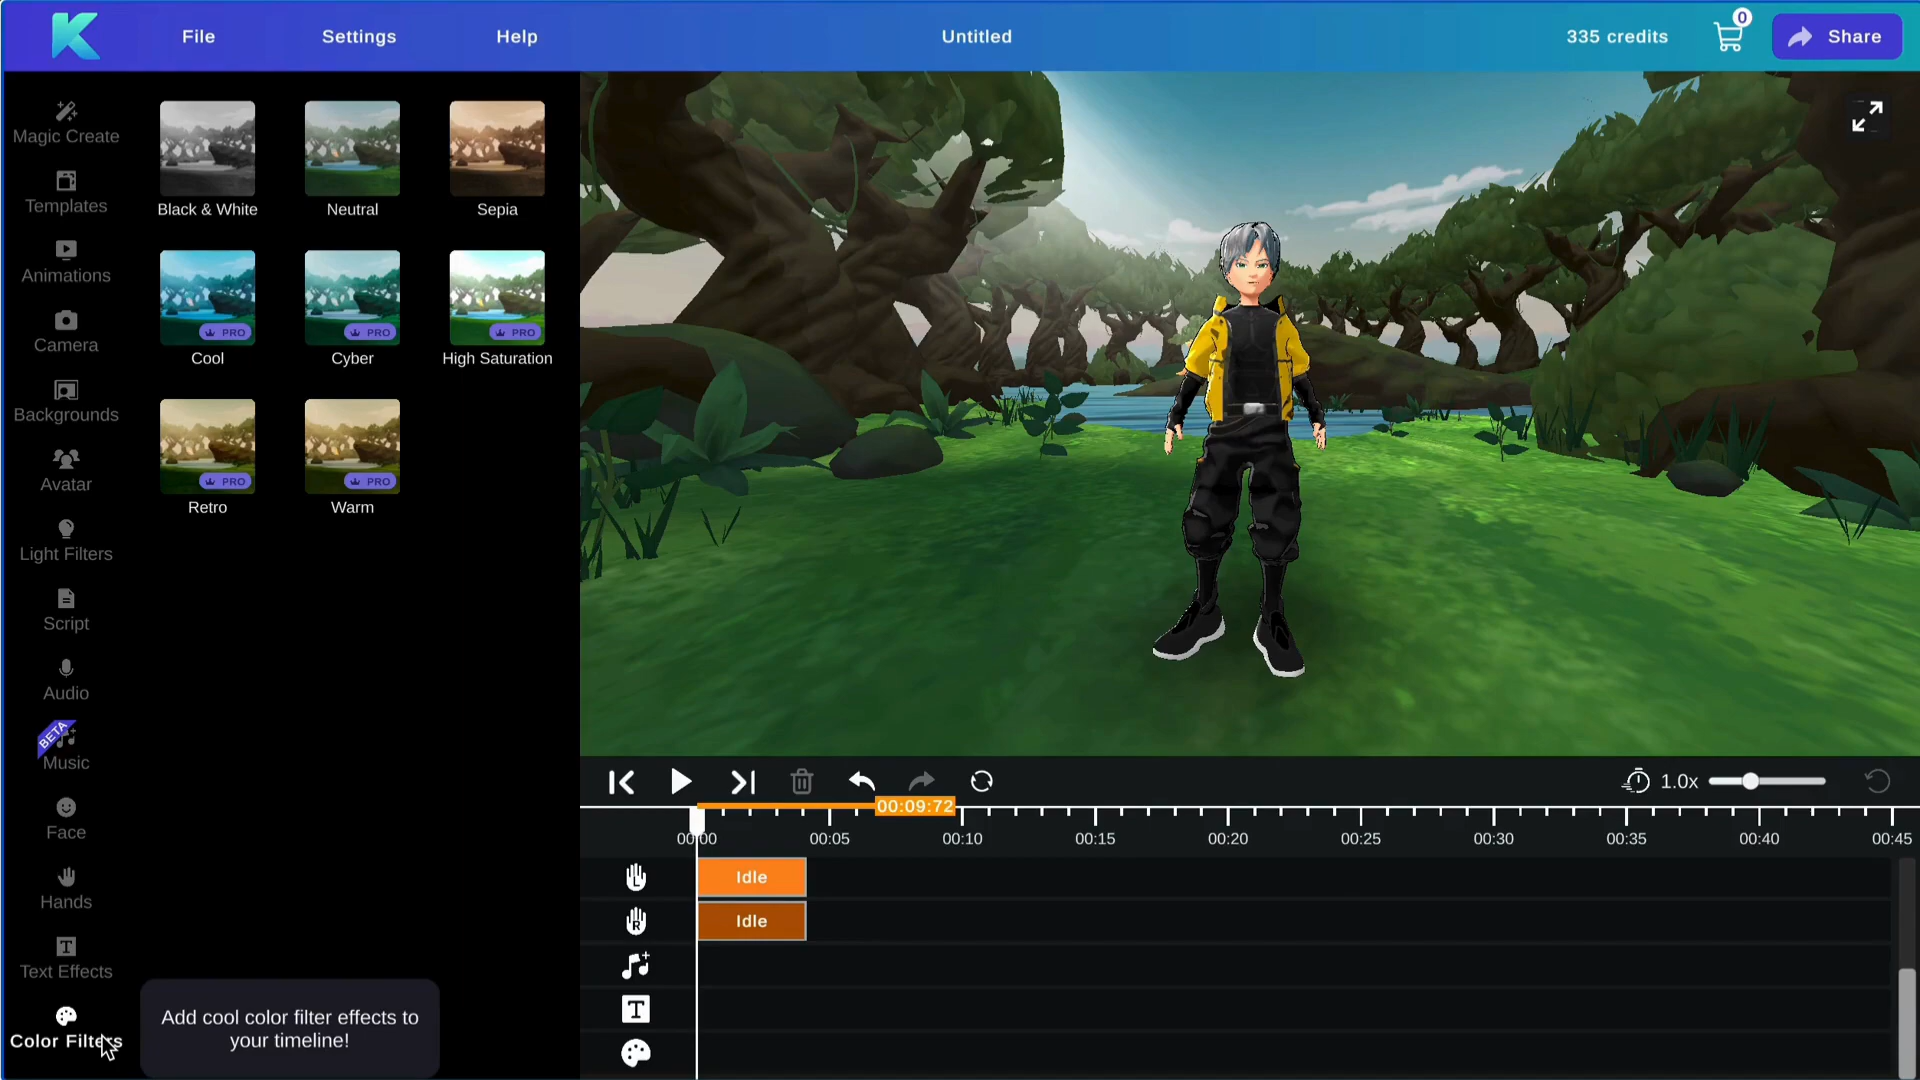 File
Settings
Help
Untitled
335 credits
0
Share
Magic Create
Templates
Animations
Camera
Backgrounds
Avatar
Light Filters
Script
Audio
BETA
Music
Face
Hands
Text Effects
Color Filters
Black & White
Neutral
Sepia
PRO
PRO
PRO
Cool
Cyber
High Saturation
PRO
PRO
Retro
Warm
Add cool color filter effects to
your timeline!
1.0x
00:09:72
00:00
00:05
00:10
00:15
00:20
00:25
00:30
00:35
00:40
00:45
L
Idle
R
Idle
T